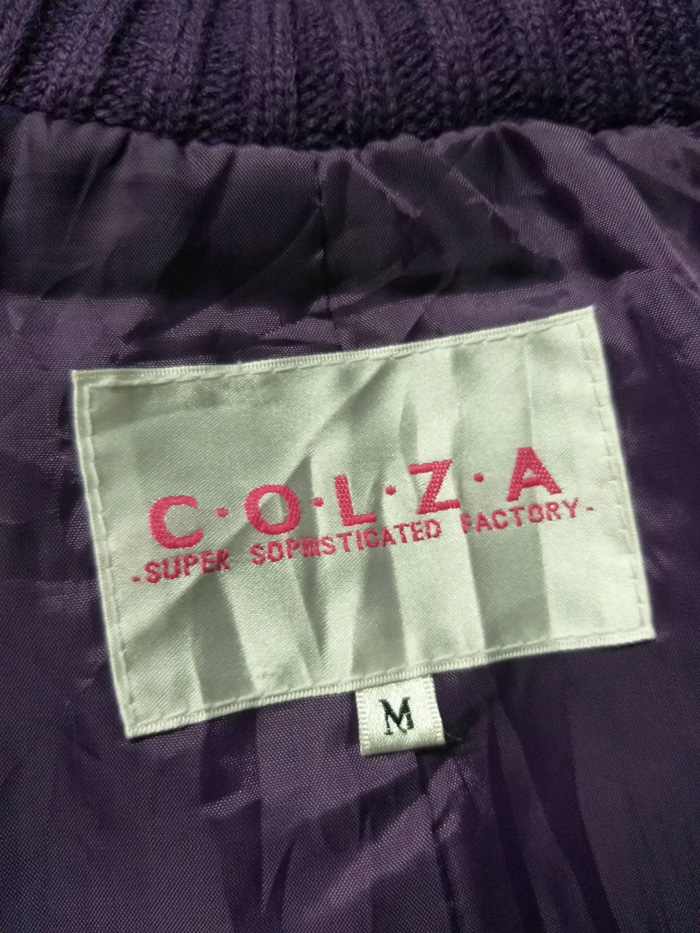 C·O·L·Z·A
-SUPER SOPHISTICATED FACTORY-
M